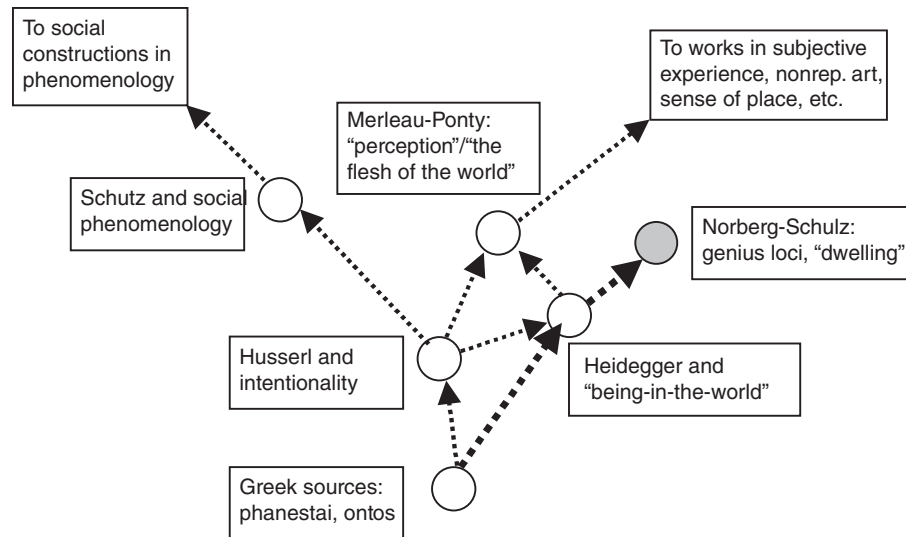 To social
constructions in
phenomenology
To works in subjective
experience, nonrep. art,
sense of place, etc.
Merleau-Ponty:
“perception”/“the
flesh of the world”
Schutz and social
phenomenology
Norberg-Schulz:
genius loci, “dwelling”
Husserl and
intentionality
Heidegger and
“being-in-the-world”
Greek sources:
phanestai, ontos